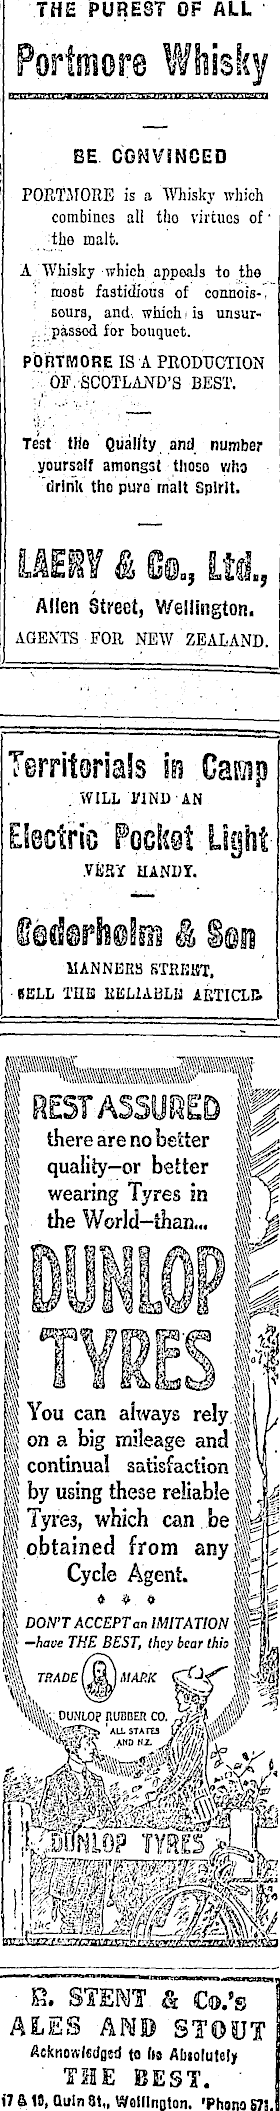 THE PUREST OF ALL
Portmore Whisky
BE CONVINCED
PORTMORE is a Whisky which
combines all the virtues of
the malt.
A Whisky which appeals to the
most fastidious of connois-
seurs, and which is unsur-
passed for bouquet.
PORTMORE IS A PRODUCTION
OF SCOTLAND'S BEST.
Test the Quality and number
yourself amongst those who
drink the pure malt Spirit.
LAERY & Co., Ltd.,
Allen Street, Wellington.
AGENTS FOR NEW ZEALAND.
Territorials in Camp
WILL FIND AN
Electric Pocket Light
VERY HANDY.
Cederholm & Son
MANNERS STREET,
SELL THE RELIABLE ARTICLE.
REST ASSURED
there are no better
quality—or better
wearing Tyres in
the World—than...
DUNLOP
TYRES
You can always rely
on a big mileage and
continual satisfaction
by using these reliable
Tyres, which can be
obtained from any
Cycle Agent.
DON'T ACCEPT an IMITATION
—have THE BEST, they bear this
TRADE MARK
DUNLOP RUBBER CO.
ALL STATES
AND N.Z.
DUNLOP TYRES
STENT & Co.'s
ALES AND STOUT
Acknowledged to be Absolutely
THE BEST.
17 & 19, Quin St., Wellington. 'Phone 571.